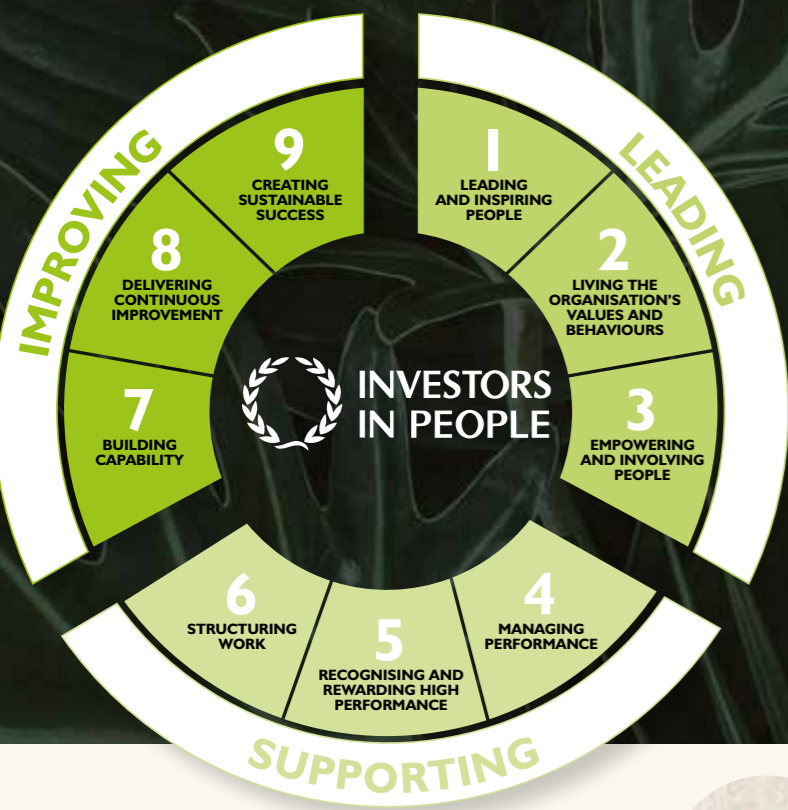 INVESTORS
IN PEOPLE
LEADING
1
LEADING
AND INSPIRING
PEOPLE
2
LIVING THE
ORGANISATION'S
VALUES AND
BEHAVIOURS
3
EMPOWERING
AND INVOLVING
PEOPLE
SUPPORTING
4
MANAGING
PERFORMANCE
5
RECOGNISING AND
REWARDING HIGH
PERFORMANCE
6
STRUCTURING
WORK
IMPROVING
7
BUILDING
CAPABILITY
8
DELIVERING
CONTINUOUS
IMPROVEMENT
9
CREATING
SUSTAINABLE
SUCCESS